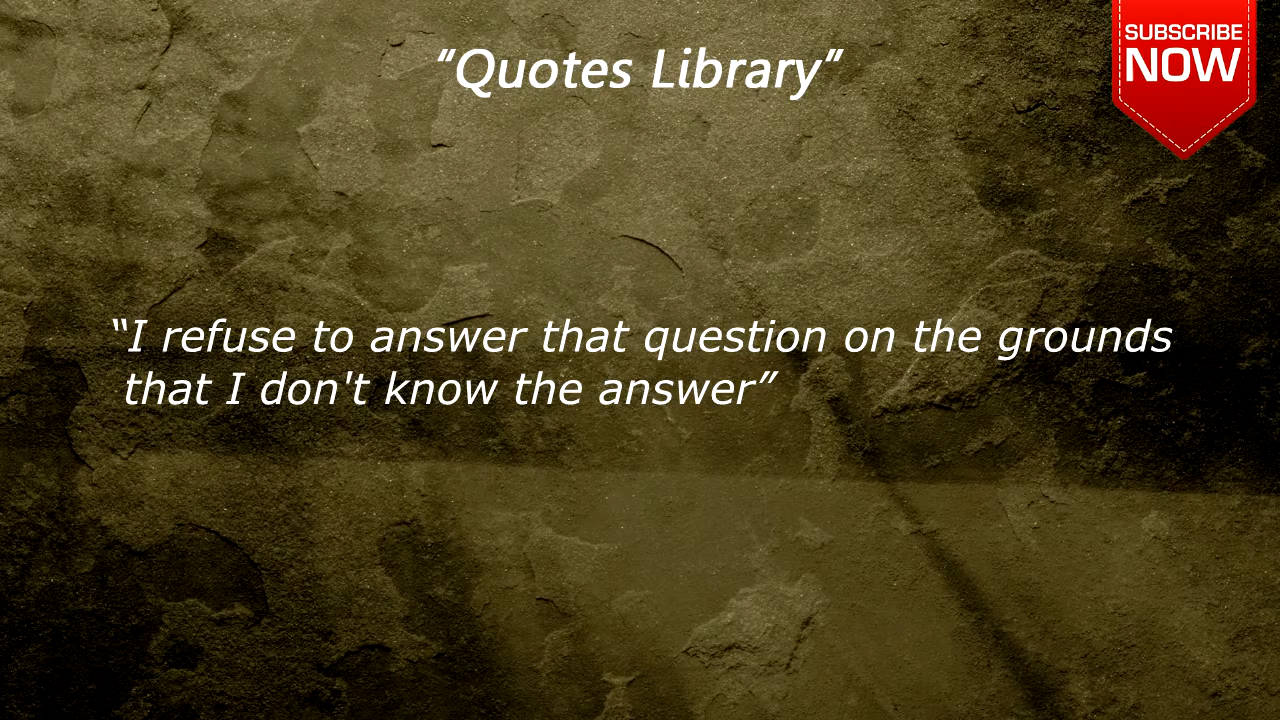 “Quotes Library”
SUBSCRIBE
NOW
“I refuse to answer that question on the grounds
that I don't know the answer”